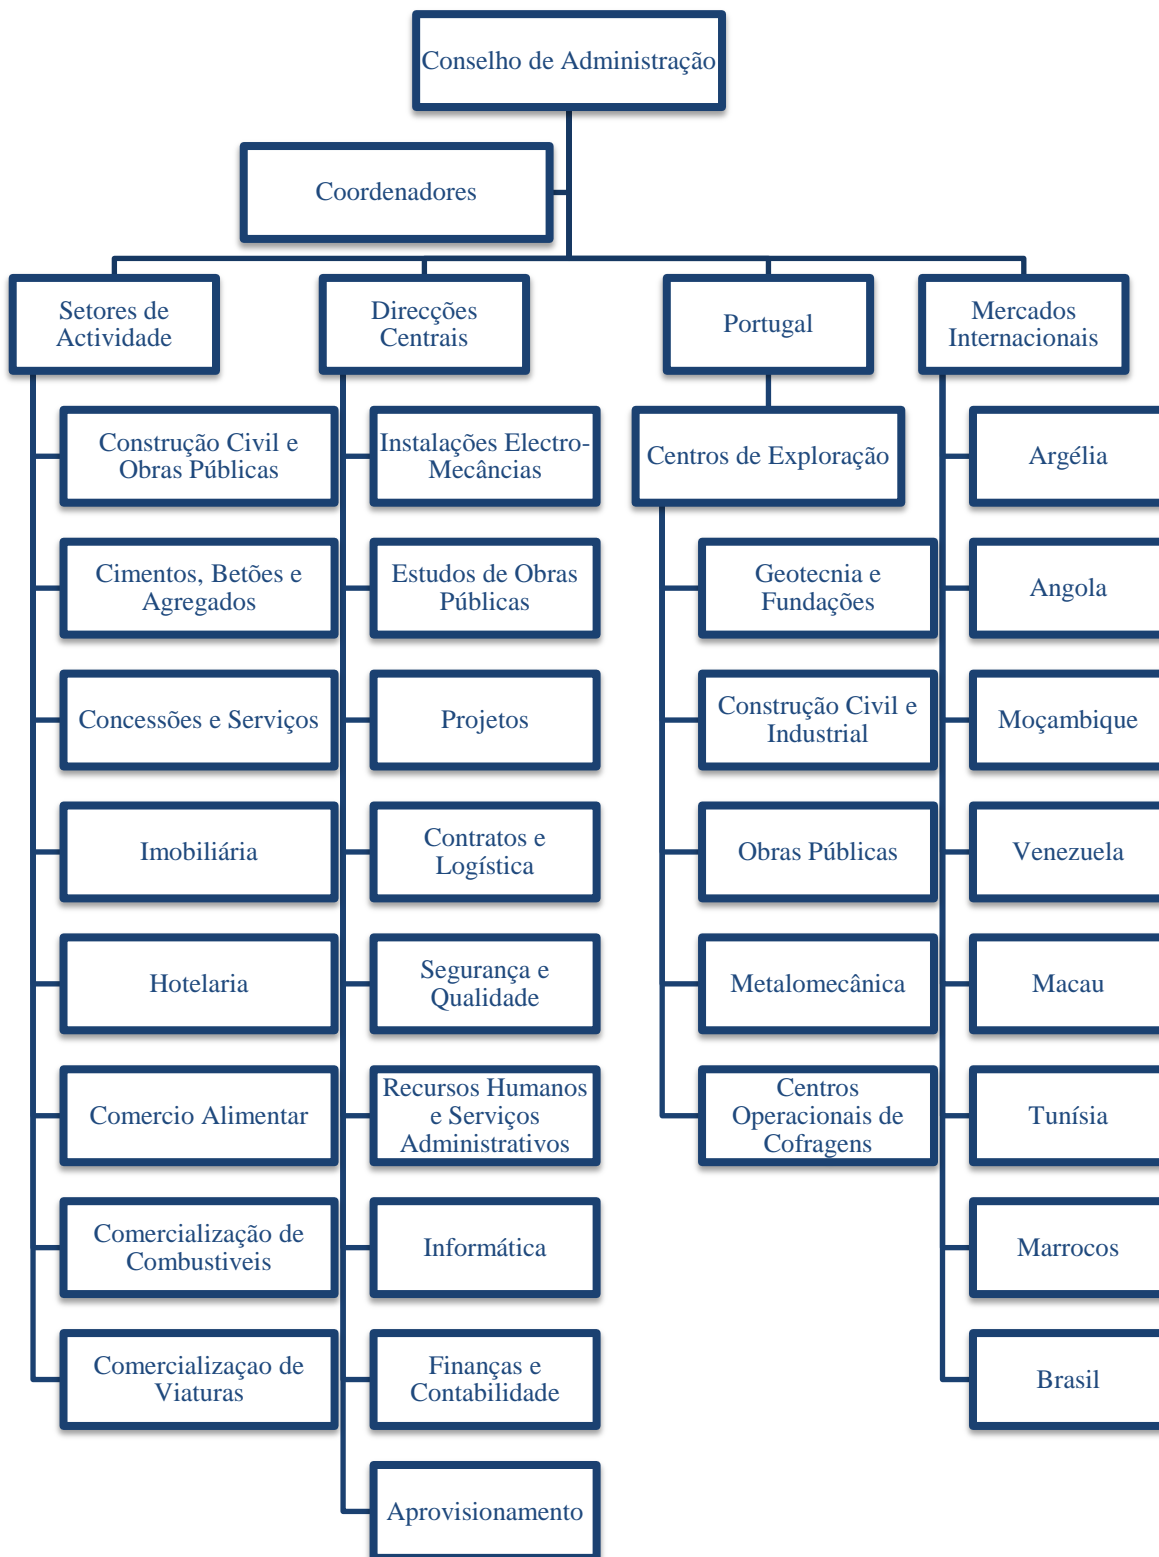 Conselho de Administração
Coordenadores
Setores de
Actividade
Direcções
Centrais
Portugal
Mercados
Internacionais
Construção Civil e
Obras Públicas
Cimentos, Betões e
Agregados
Concessões e Serviços
Imobiliária
Hotelaria
Comercio Alimentar
Comercialização de
Combustiveis
Comercializaçao de
Viaturas
Instalações Electro-
Mecâncias
Estudos de Obras
Públicas
Projetos
Contratos e
Logística
Segurança e
Qualidade
Recursos Humanos
e Serviços
Administrativos
Informática
Finanças e
Contabilidade
Aprovisionamento
Centros de Exploração
Geotecnia e
Fundações
Construção Civil e
Industrial
Obras Públicas
Metalomecânica
Centros
Operacionais de
Cofragens
Argélia
Angola
Moçambique
Venezuela
Macau
Tunísia
Marrocos
Brasil